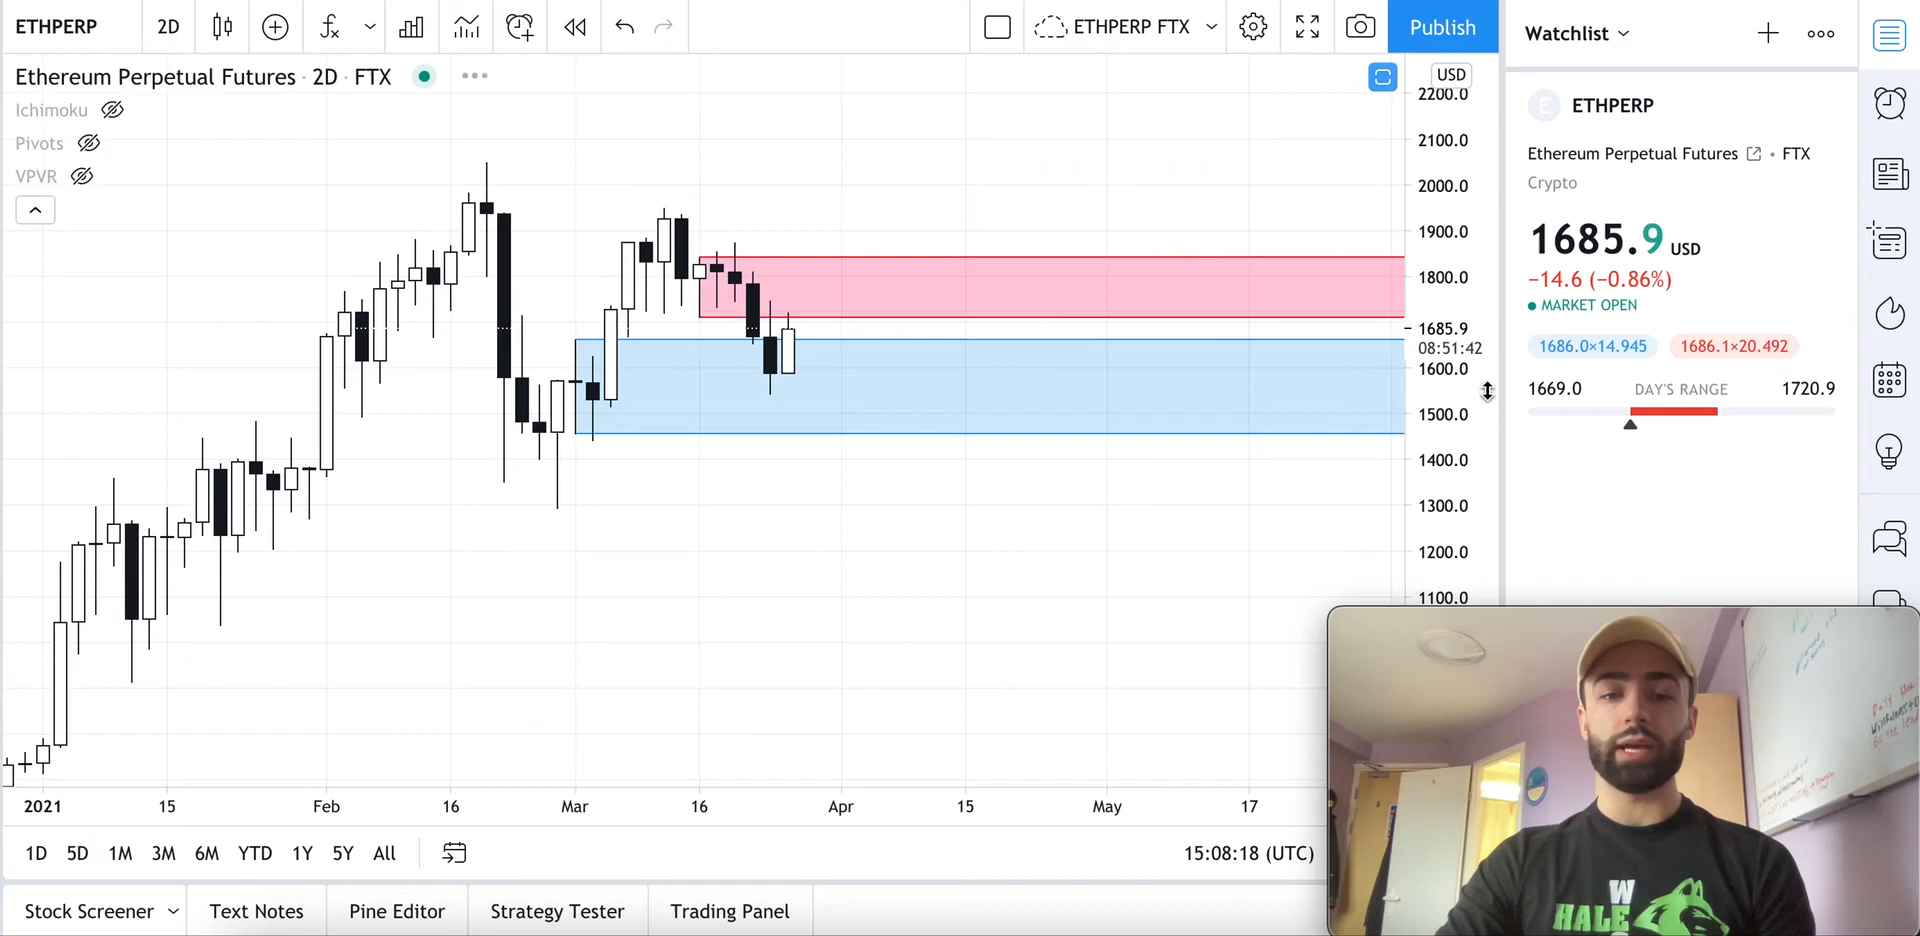 ETHPERP 2D Publish
ETHPERP FTX
Watchlist
Ethereum Perpetual Futures · 2D · FTX
USD
Ichimoku
Pivots
VPVR
2200.0
2100.0
2000.0
1900.0
1800.0
1685.9
08:51:42
1600.0
1500.0
1400.0
1300.0
1200.0
1100.0
E ETHPERP
Ethereum Perpetual Futures • FTX
Crypto
1685.9 USD
−14.6 (−0.86%)
MARKET OPEN
1686.0×14.945 1686.1×20.492
1669.0 DAY'S RANGE 1720.9
2021 15 Feb 16 Mar 16 Apr 15 May 17
1D 5D 1M 3M 6M YTD 1Y 5Y All
15:08:18 (UTC)
Stock Screener Text Notes Pine Editor Strategy Tester Trading Panel
W
HALE